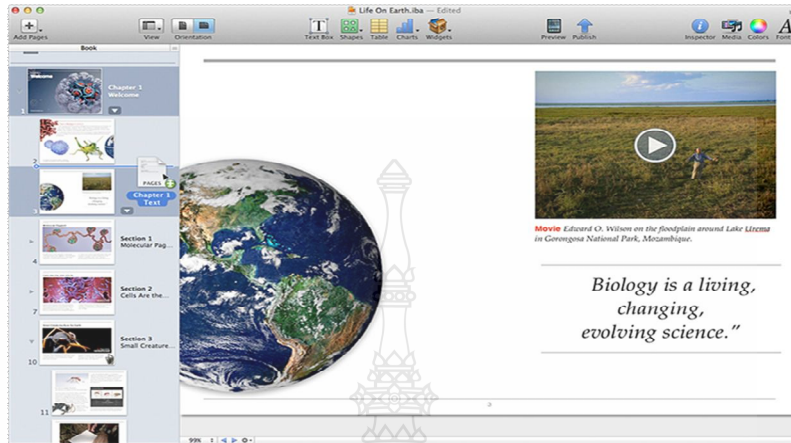 Life On Earth.iba — Edited
Add Pages
View
Orientation
Text Box
Shapes
Table
Charts
Widgets
Preview
Publish
Inspector
Media
Colors
Book
Chapter 1
Welcome
1
2
PAGES
Chapter 1
Text
3
Section 1
Molecular Pag...
4
Section 2
Cells Are the...
7
Section 3
Small Creature...
10
11
Movie Edward O. Wilson on the floodplain around Lake Urema
in Gorongosa National Park, Mozambique.
Biology is a living,
changing,
evolving science.”
99%